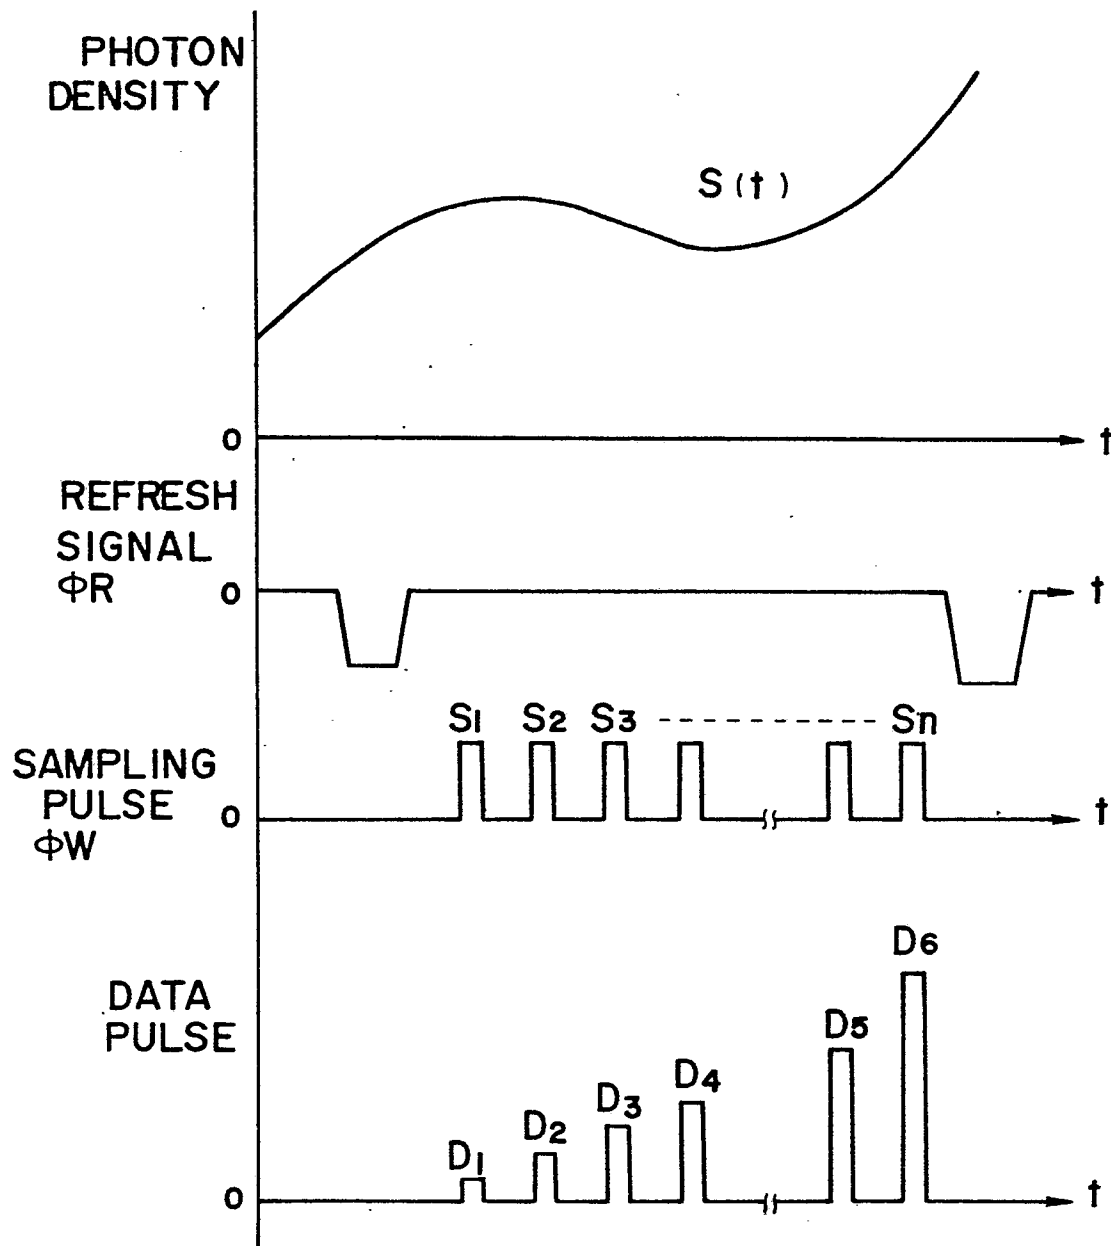 PHOTON
DENSITY
S(t)
0
t
REFRESH
SIGNAL
ΦR
0
t
S1 S2 S3 ----------- Sn
SAMPLING
PULSE
ΦW
0
t
DATA
PULSE
D1 D2 D3 D4 D5 D6
0
t